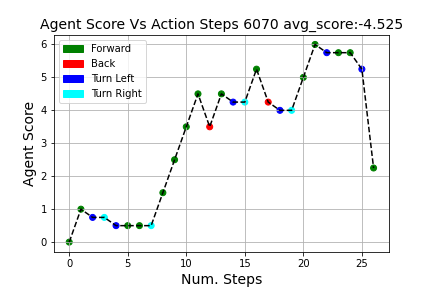 Agent Score Vs Action Steps 6070 avg_score:-4.525
Forward
Back
Turn Left
Turn Right
Agent Score
6
5
4
3
2
1
0
0 5 10 15 20 25
Num. Steps